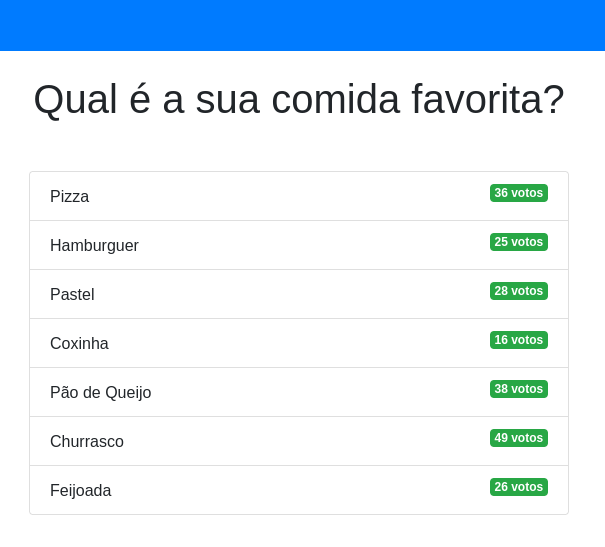 Qual é a sua comida favorita?
Pizza 36 votos
Hamburguer 25 votos
Pastel 28 votos
Coxinha 16 votos
Pão de Queijo 38 votos
Churrasco 49 votos
Feijoada 26 votos